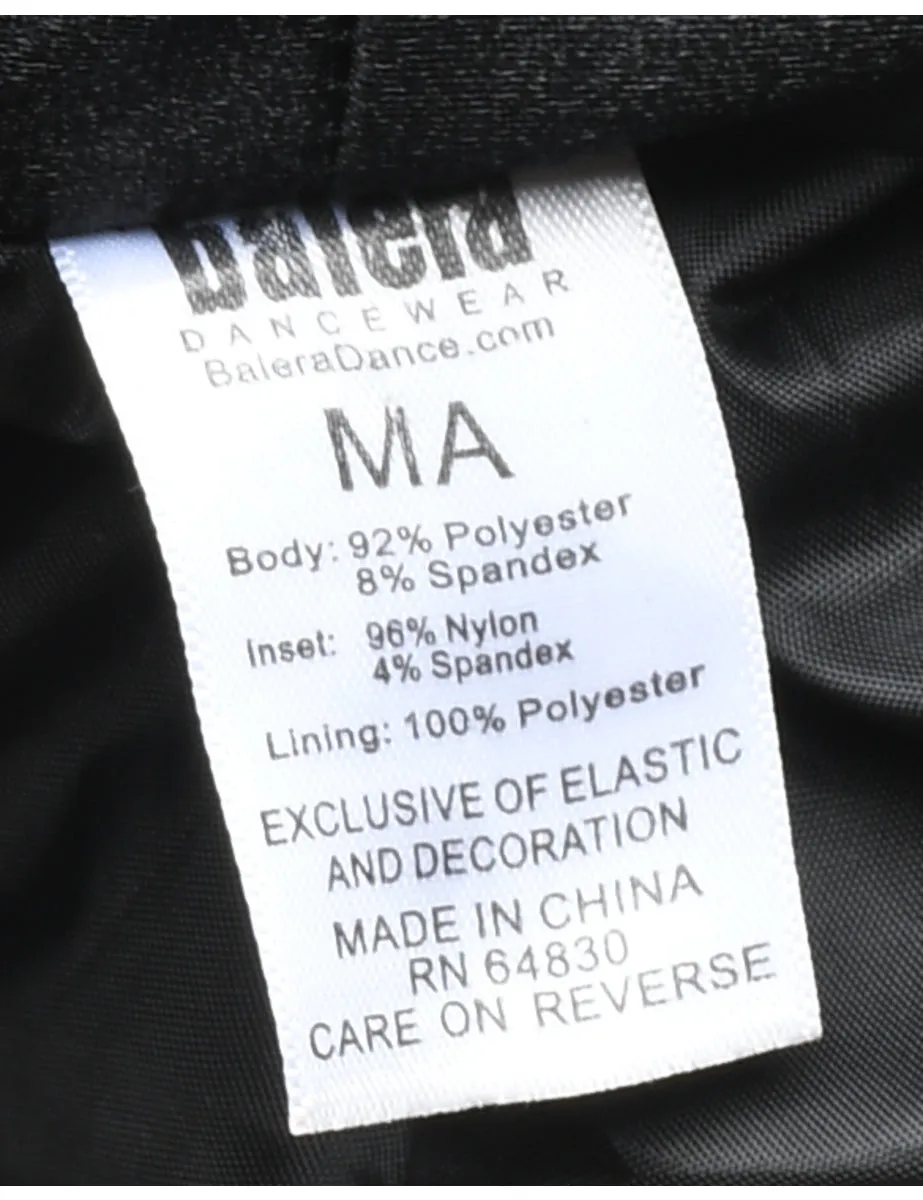 balera
DANCEWEAR
BaleraDance.com
MA
Body: 92% Polyester
8% Spandex
Inset: 96% Nylon
4% Spandex
Lining: 100% Polyester
EXCLUSIVE OF ELASTIC
AND DECORATION
MADE IN CHINA
RN 64830
CARE ON REVERSE